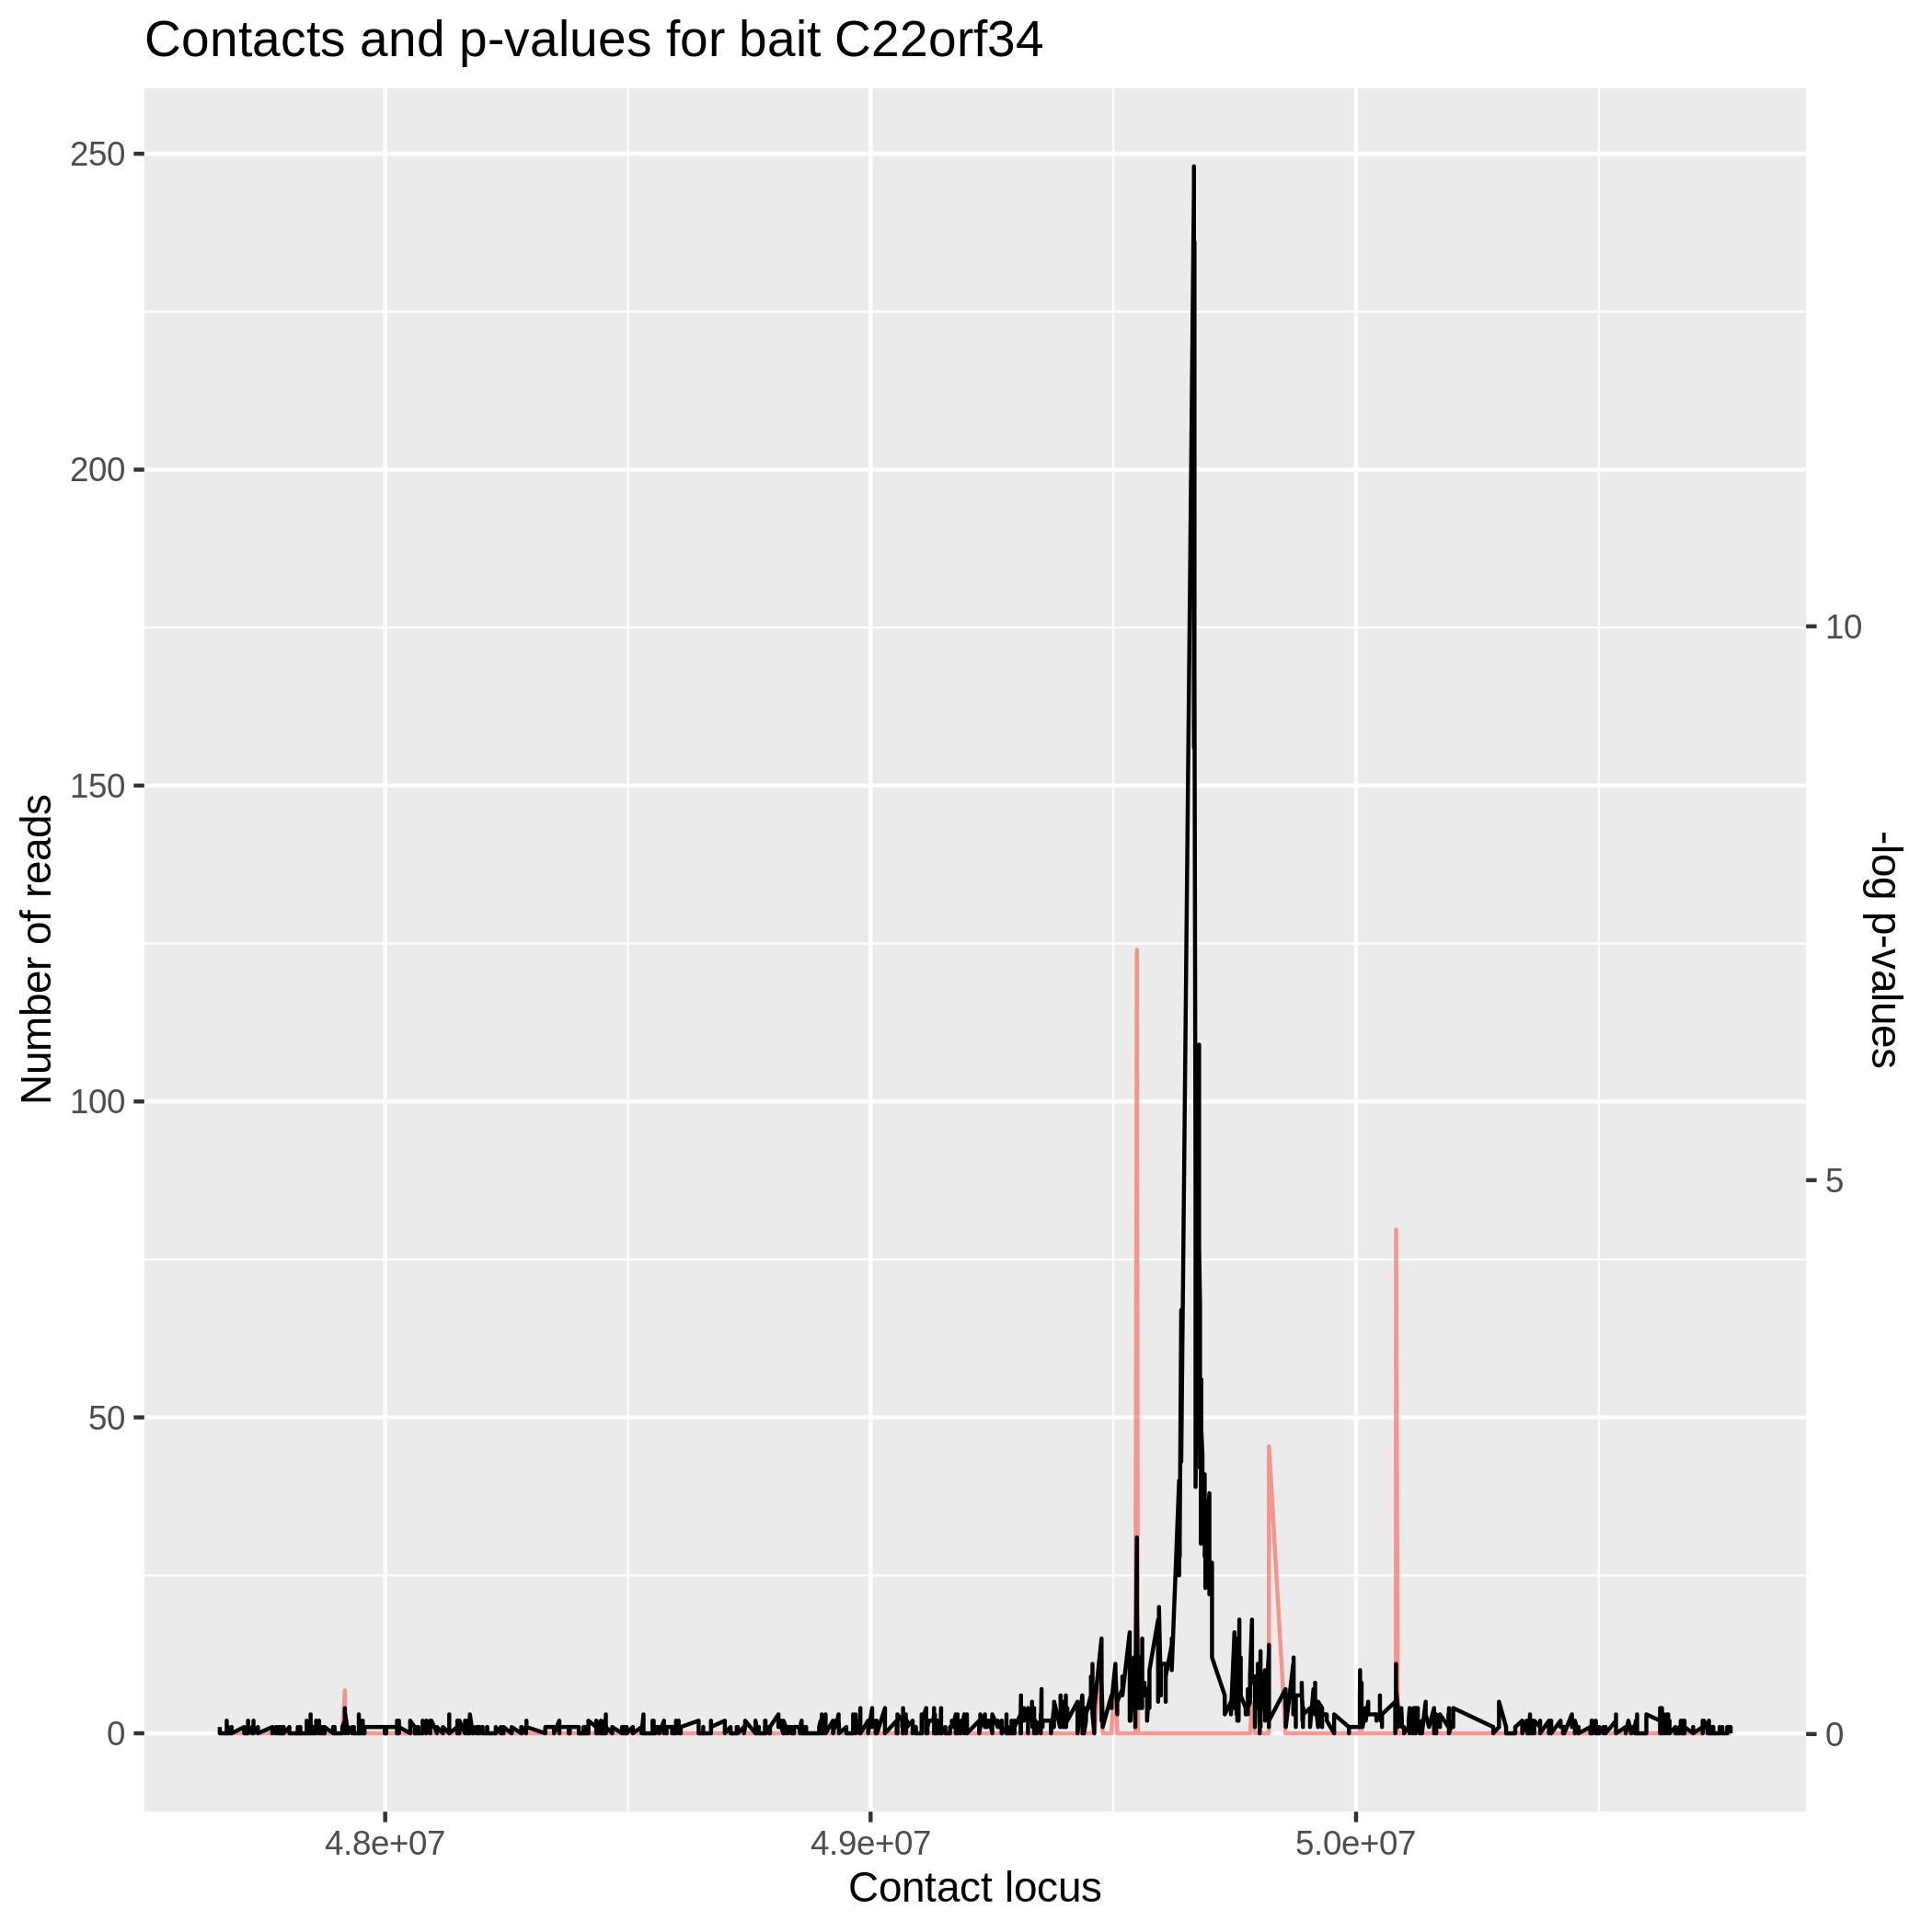 Contacts and p-values for bait C22orf34
250
200
150
100
50
0
Number of reads
10
5
0
-log p-values
4.8e+07
4.9e+07
5.0e+07
Contact locus